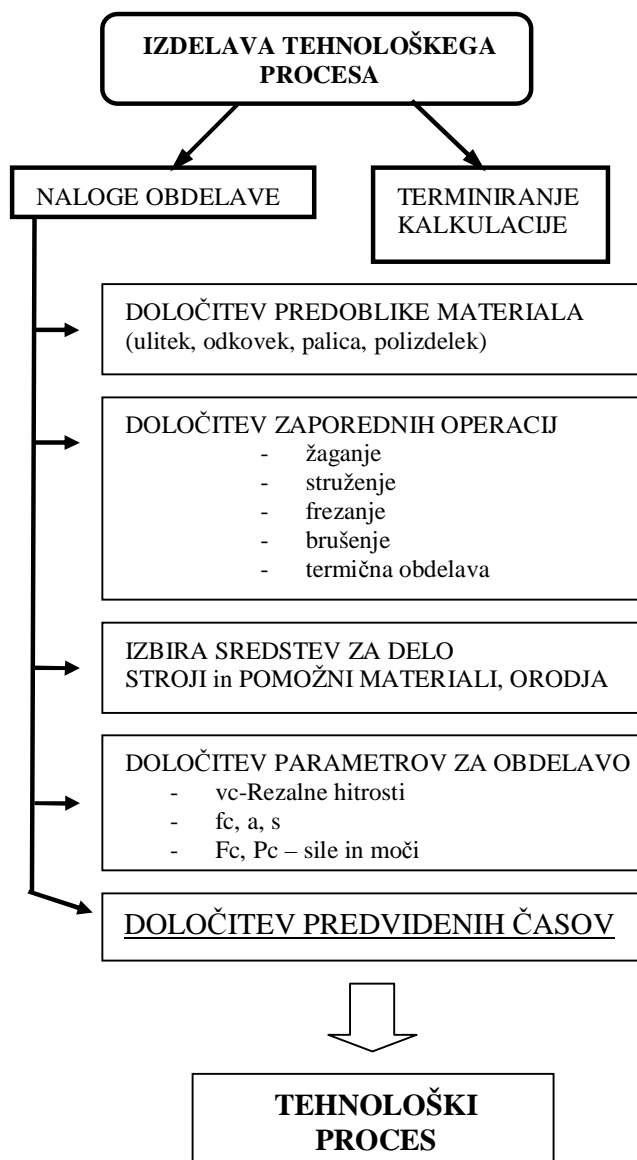 IZDELAVA TEHNOLOŠKEGA
PROCESA
NALOGE OBDELAVE
TERMINIRANJE
KALKULACIJE
DOLOČITEV PREDOBLIKE MATERIALA
(ulitek, odkovek, palica, polizdelek)
DOLOČITEV ZAPOREDNIH OPERACIJ
- žaganje
- struženje
- frezanje
- brušenje
- termična obdelava
IZBIRA SREDSTEV ZA DELO
STROJI in POMOŽNI MATERIALI, ORODJA
DOLOČITEV PARAMETROV ZA OBDELAVO
- vc-Rezalne hitrosti
- fc, a, s
- Fc, Pc – sile in moči
DOLOČITEV PREDVIDENIH ČASOV
TEHNOLOŠKI
PROCES